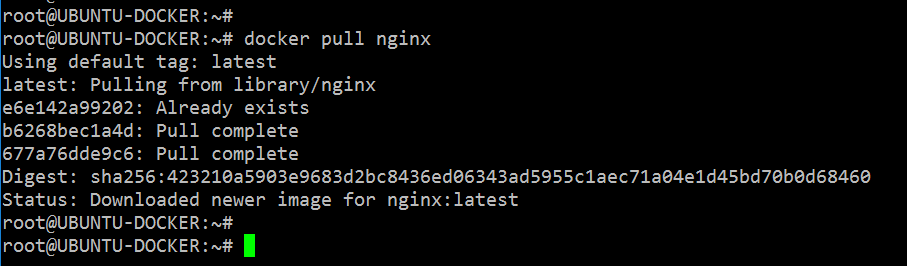 root@UBUNTU-DOCKER:~#
root@UBUNTU-DOCKER:~# docker pull nginx
Using default tag: latest
latest: Pulling from library/nginx
e6e142a99202: Already exists
b6268bec1a4d: Pull complete
677a76dde9c6: Pull complete
Digest: sha256:423210a5903e9683d2bc8436ed06343ad5955c1aec71a04e1d45bd70b0d68460
Status: Downloaded newer image for nginx:latest
root@UBUNTU-DOCKER:~#
root@UBUNTU-DOCKER:~#